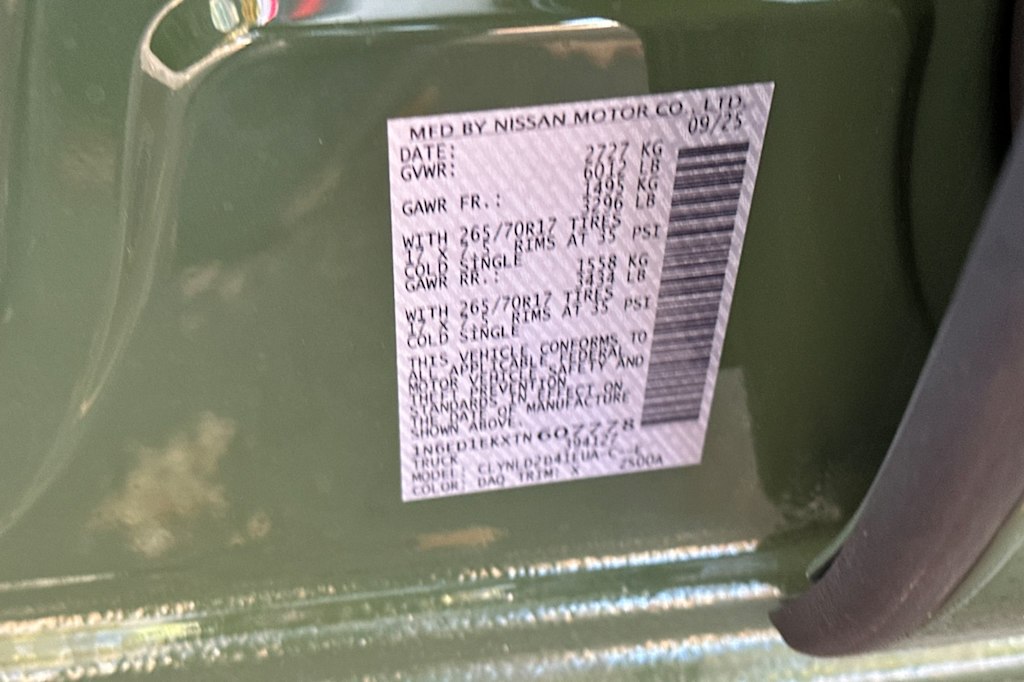 MFD BY NISSAN MOTOR CO., LTD.
DATE: 09/25
GVWR: 2727 KG
6012 LB
GAWR FR.: 1495 KG
3296 LB
WITH 265/70R17 TIRES
17 X 7.5 RIMS AT 35 PSI
COLD SINGLE
GAWR RR.: 1558 KG
3434 LB
WITH 265/70R17 TIRES
17 X 7.5 RIMS AT 35 PSI
COLD SINGLE
THIS VEHICLE CONFORMS TO
ALL APPLICABLE FEDERAL
MOTOR VEHICLE SAFETY AND
THEFT PREVENTION
STANDARDS IN EFFECT ON
THE DATE OF MANUFACTURE
SHOWN ABOVE.
1N6ED1EKXTN607778
TRUCK
MODEL:
COLOR: DAQ TRIM: X